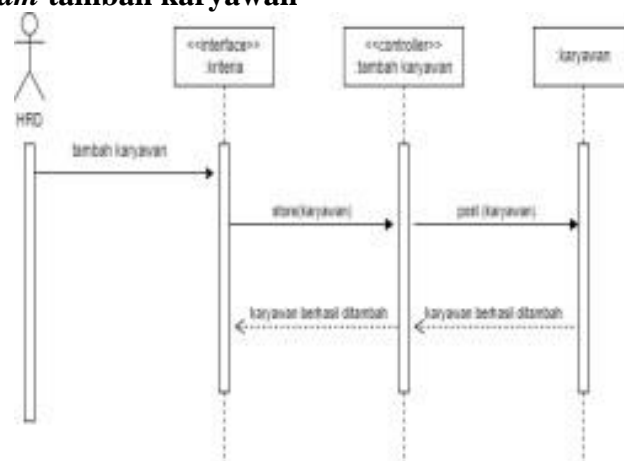 tambah karyawan
<<interface>>
:kriteria
<<controller>>
:tambah karyawan
:karyawan
HRD
tambah karyawan
store(karyawan)
post (karyawan)
karyawan berhasil ditambah
karyawan berhasil ditambah